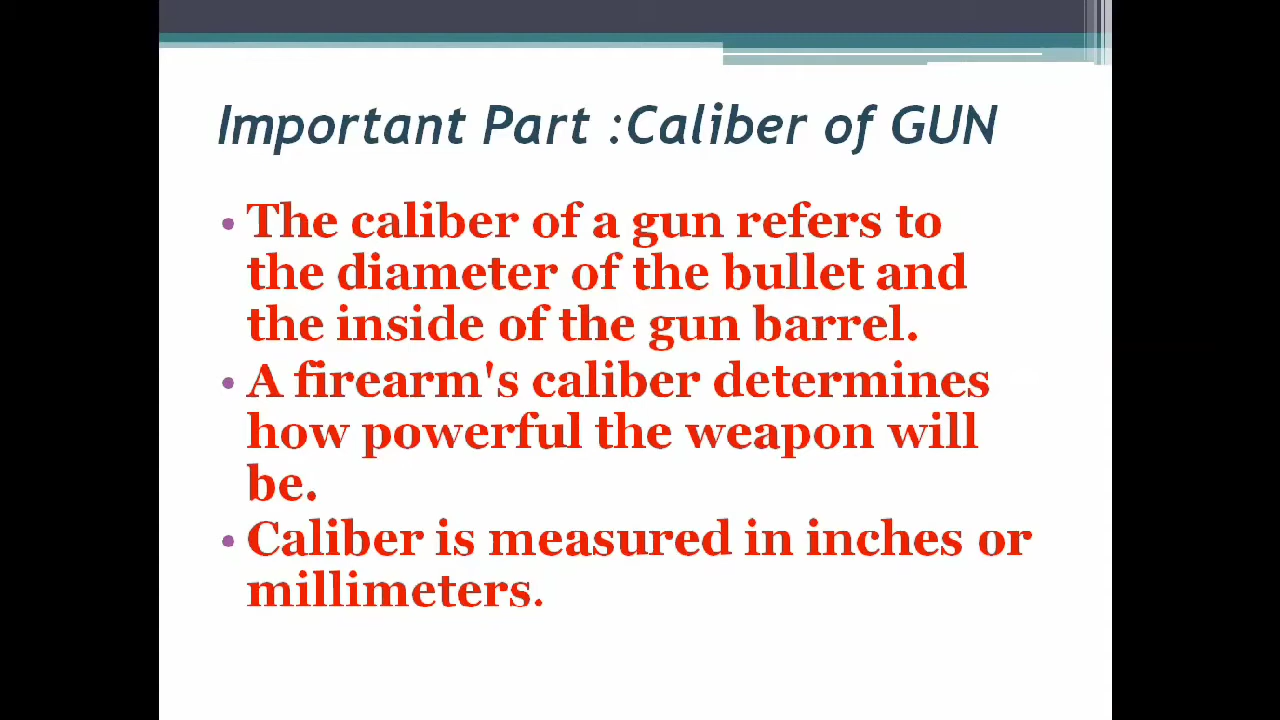 Important Part :Caliber of GUN
• The caliber of a gun refers to
the diameter of the bullet and
the inside of the gun barrel.
• A firearm's caliber determines
how powerful the weapon will
be.
• Caliber is measured in inches or
millimeters.